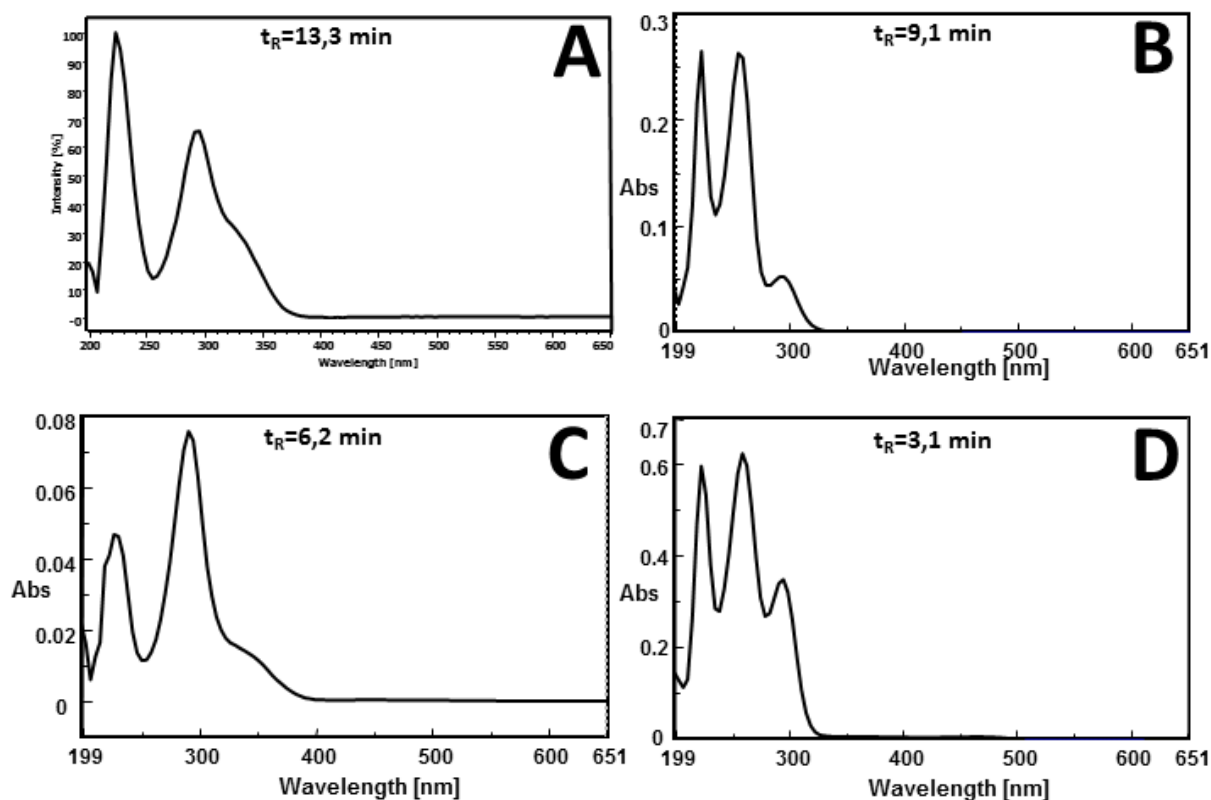 t_R=13,3 min
A
Intensity [%]
100
90
80
70
60
50
40
30
20
10
-0
200 250 300 350 400 450 500 550 600 650
Wavelength [nm]
t_R=9,1 min
B
Abs
0.3
0.2
0.1
0
199 300 400 500 600 651
Wavelength [nm]
t_R=6,2 min
C
Abs
0.08
0.06
0.04
0.02
0
199 300 400 500 600 651
Wavelength [nm]
t_R=3,1 min
D
Abs
0.7
0.6
0.4
0.2
0
199 300 400 500 600 651
Wavelength [nm]